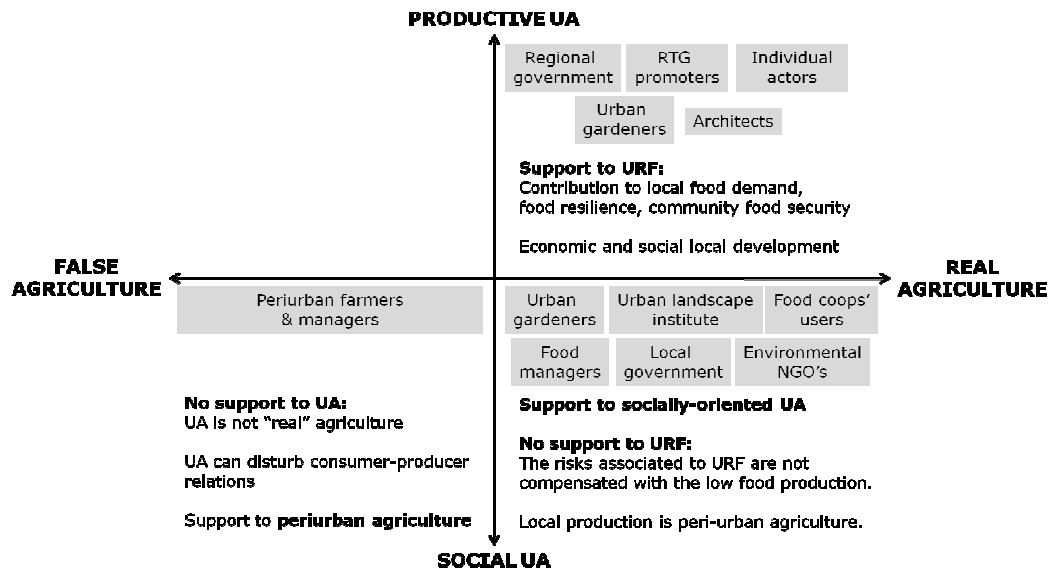 PRODUCTIVE UA
Regional
government
RTG
promoters
Individual
actors
Urban
gardeners
Architects
Support to URF:
Contribution to local food demand,
food resilience, community food security
Economic and social local development
FALSE
AGRICULTURE
REAL
AGRICULTURE
Periurban farmers
& managers
Urban
gardeners
Urban landscape
institute
Food coops’
users
Food
managers
Local
government
Environmental
NGO’s
No support to UA:
UA is not “real” agriculture
UA can disturb consumer-producer
relations
Support to periurban agriculture
Support to socially-oriented UA
No support to URF:
The risks associated to URF are not
compensated with the low food production.
Local production is peri-urban agriculture.
SOCIAL UA